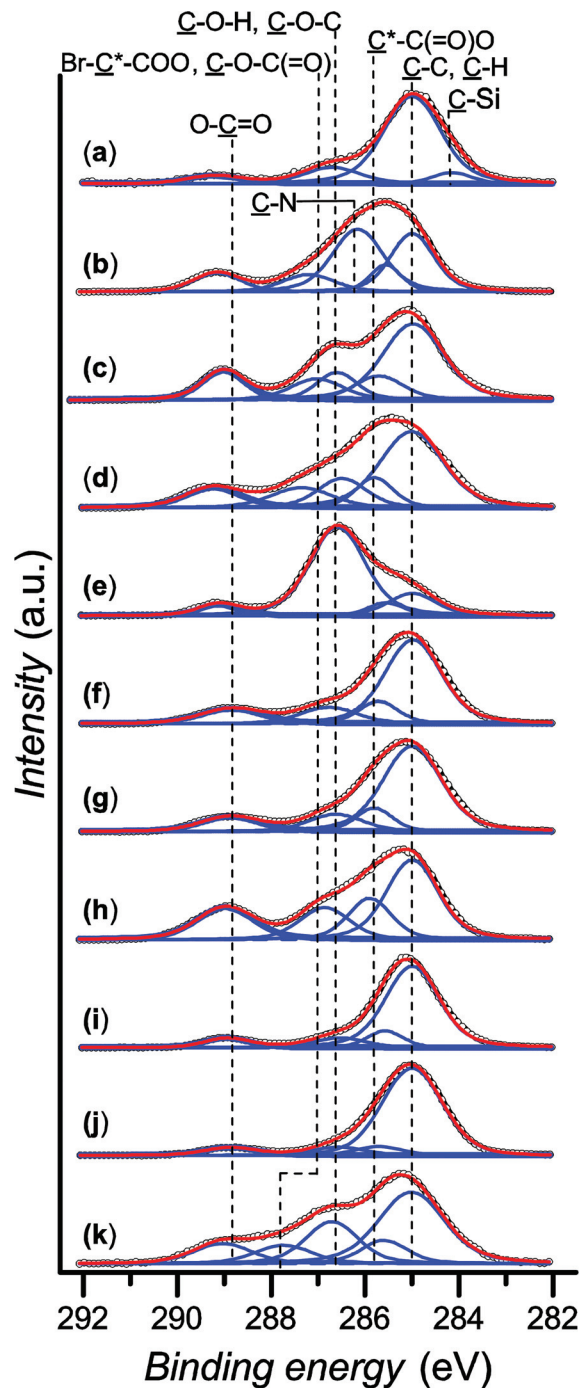 C-O-H, C-O-C
C*-C(=O)O
Br-C*-COO, C-O-C(=O)
C-C, C-H
C-Si
O-C=O
(a)
C-N
(b)
(c)
(d)
(e)
(f)
(g)
(h)
(i)
(j)
(k)
Intensity (a.u.)
292 290 288 286 284 282
Binding energy (eV)